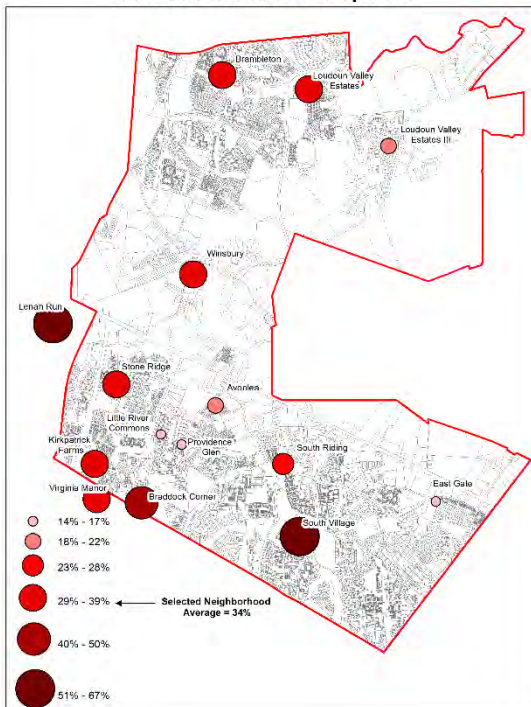 Brambleton
Loudoun Valley
Estates
Loudoun Valley
Estates III
Winsbury
Lenah Run
Stone Ridge
Avonlea
Little River
Commons
Providence
Glen
Kirkpatrick
Farms
South Riding
Virginia Manor
Braddock Corner
East Gate
South Village
14% - 17%
18% - 22%
23% - 28%
29% - 39%
Selected Neighborhood
Average = 34%
40% - 50%
51% - 67%